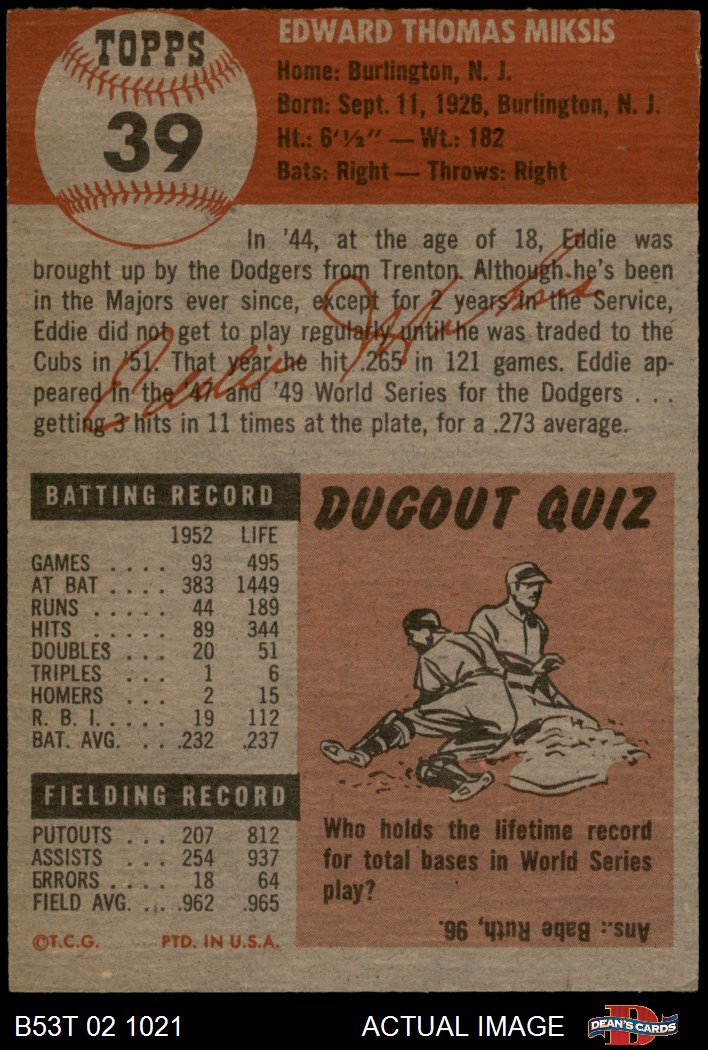 TOPPS
39
EDWARD THOMAS MIKSIS
Home: Burlington, N. J.
Born: Sept. 11, 1926, Burlington, N. J.
Ht.: 6'½" — Wt.: 182
Bats: Right — Throws: Right
In '44, at the age of 18, Eddie was
brought up by the Dodgers from Trenton. Although he's been
in the Majors ever since, except for 2 years in the Service,
Eddie did not get to play regularly until he was traded to the
Cubs in '51. That year he hit .265 in 121 games. Eddie ap-
peared in the '47 and '49 World Series for the Dodgers . . .
getting 3 hits in 11 times at the plate, for a .273 average.
Eddie Miksis
BATTING RECORD
1952 LIFE
GAMES . . . . 93 495
AT BAT . . . . 383 1449
RUNS . . . . . 44 189
HITS . . . . . 89 344
DOUBLES . . . 20 51
TRIPLES . . . 1 6
HOMERS . . . 2 15
R. B. I. . . . . . 19 112
BAT. AVG. . . . .232 .237
FIELDING RECORD
PUTOUTS . . . 207 812
ASSISTS . . . 254 937
ERRORS . . . . 18 64
FIELD AVG. . . .962 .965
©T.C.G. PTD. IN U.S.A.
DUGOUT QUIZ
Who holds the lifetime record
for total bases in World Series
play?
Ans.: Babe Ruth, 96.
B53T 02 1021 ACTUAL IMAGE DEAN'S CARDS